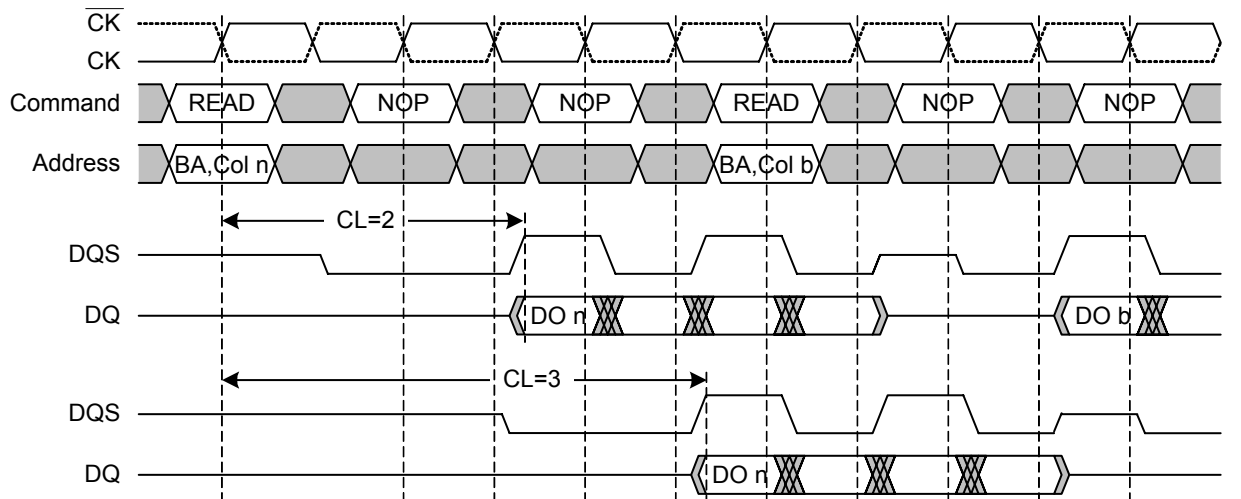 CK
CK
Command READ NOP NOP READ NOP NOP
Address BA,Col n BA,Col b
CL=2
DQS
DQ DO n DO b
CL=3
DQS
DQ DO n